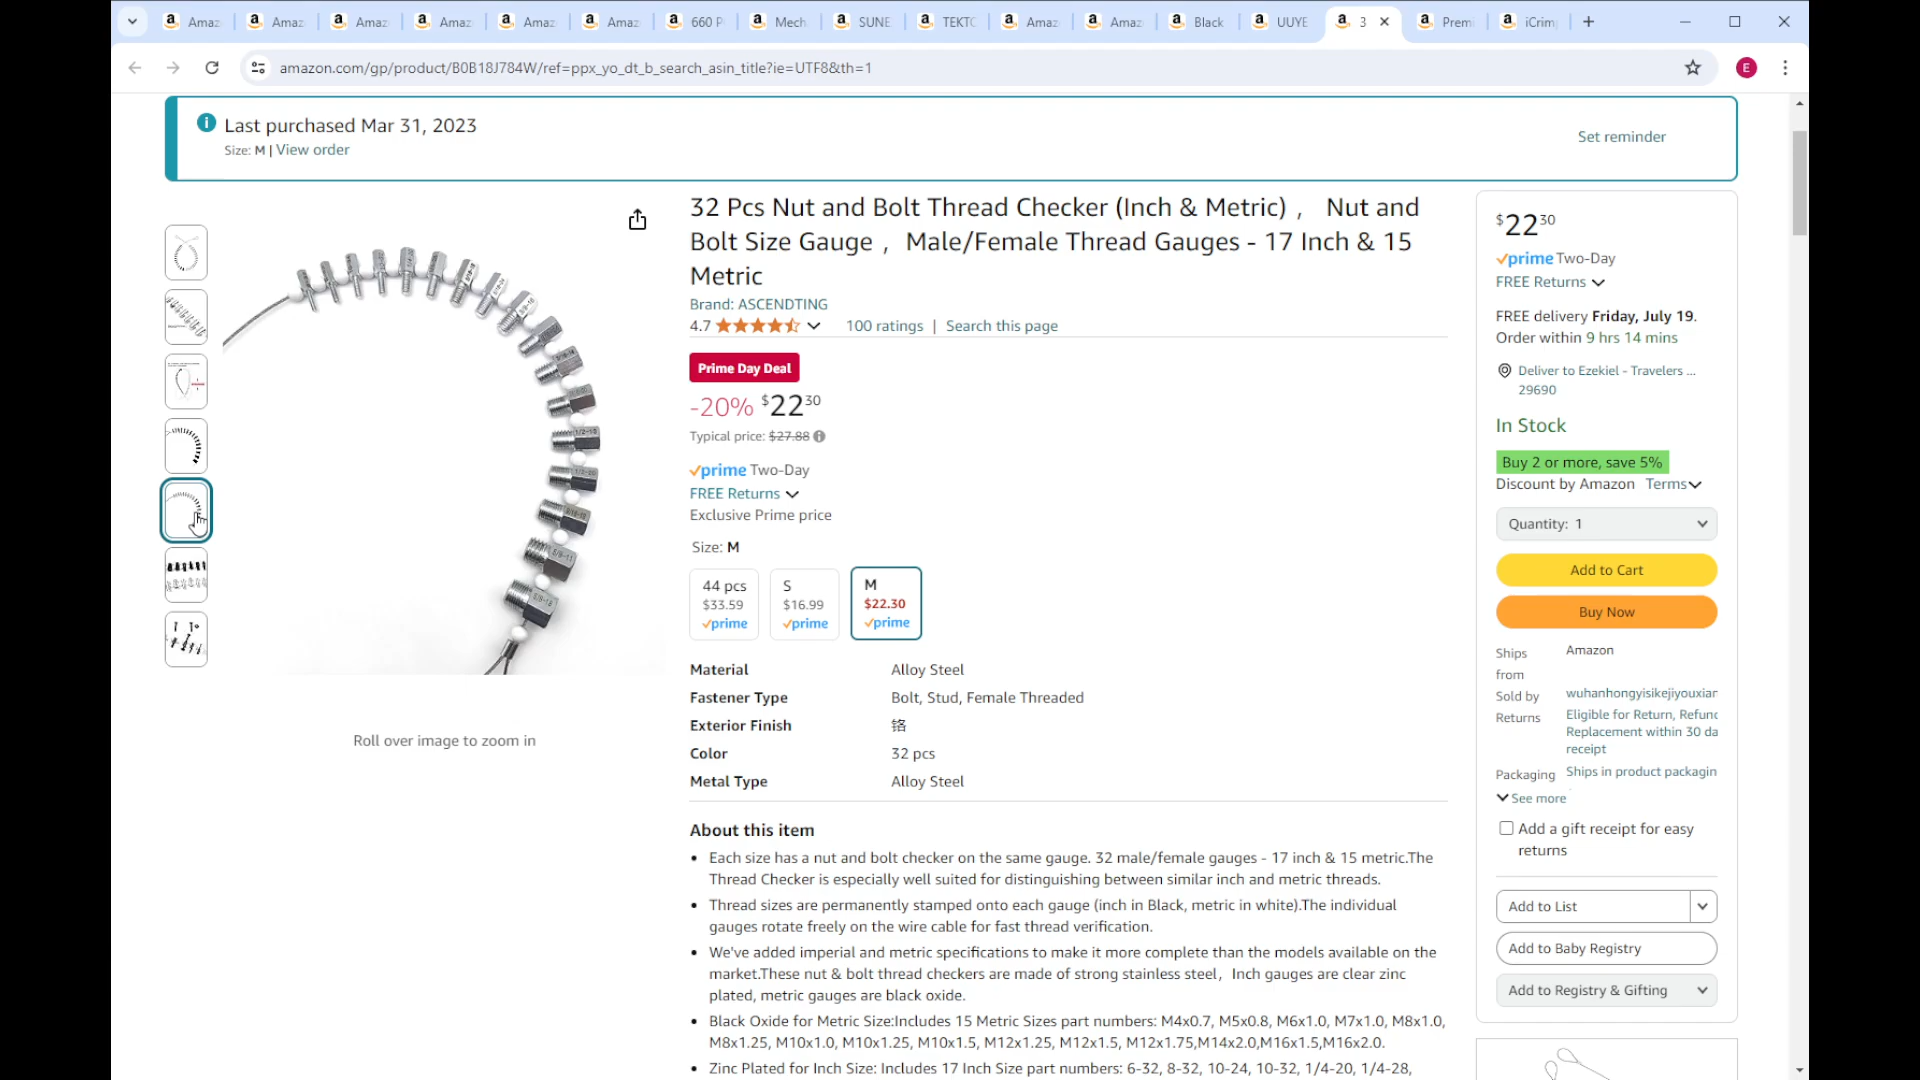 Amaz
Amaz
Amaz
Amaz
Amaz
Amaz
660 P
Mech
SUNE
TEKTO
Amaz
Amaz
Black
UUYE
3
Premi
iCrimp
amazon.com/gp/product/B0B18J784W/ref=ppx_yo_dt_b_search_asin_title?ie=UTF8&th=1
E
Last purchased Mar 31, 2023
Size: M | View order
Set reminder
32 Pcs Nut and Bolt Thread Checker (Inch & Metric) ， Nut and
Bolt Size Gauge ， Male/Female Thread Gauges - 17 Inch & 15
Metric
Brand: ASCENDTING
4.7
100 ratings | Search this page
Prime Day Deal
-20% $22 30
Typical price: $27.88
prime Two-Day
FREE Returns
Exclusive Prime price
Size: M
44 pcs
$33.59
prime
S
$16.99
prime
M
$22.30
prime
Material Alloy Steel
Fastener Type Bolt, Stud, Female Threaded
Exterior Finish 铬
Color 32 pcs
Metal Type Alloy Steel
About this item
• Each size has a nut and bolt checker on the same gauge. 32 male/female gauges - 17 inch & 15 metric.The
Thread Checker is especially well suited for distinguishing between similar inch and metric threads.
• Thread sizes are permanently stamped onto each gauge (inch in Black, metric in white).The individual
gauges rotate freely on the wire cable for fast thread verification.
• We've added imperial and metric specifications to make it more complete than the models available on the
market.These nut & bolt thread checkers are made of strong stainless steel，Inch gauges are clear zinc
plated, metric gauges are black oxide.
• Black Oxide for Metric Size:Includes 15 Metric Sizes part numbers: M4x0.7, M5x0.8, M6x1.0, M7x1.0, M8x1.0,
M8x1.25, M10x1.0, M10x1.25, M10x1.5, M12x1.25, M12x1.5, M12x1.75,M14x2.0,M16x1.5,M16x2.0.
• Zinc Plated for Inch Size: Includes 17 Inch Size part numbers: 6-32, 8-32, 10-24, 10-32, 1/4-20, 1/4-28,
Roll over image to zoom in
$22 30
prime Two-Day
FREE Returns
FREE delivery Friday, July 19.
Order within 9 hrs 14 mins
Deliver to Ezekiel - Travelers ...
29690
In Stock
Buy 2 or more, save 5%
Discount by Amazon Terms
Quantity: 1
Add to Cart
Buy Now
Ships
from
Amazon
Sold by wuhanhongyisikejiyouxiar
Returns Eligible for Return, Refunc
Replacement within 30 da
receipt
Packaging Ships in product packagin
See more
Add a gift receipt for easy
returns
Add to List
Add to Baby Registry
Add to Registry & Gifting